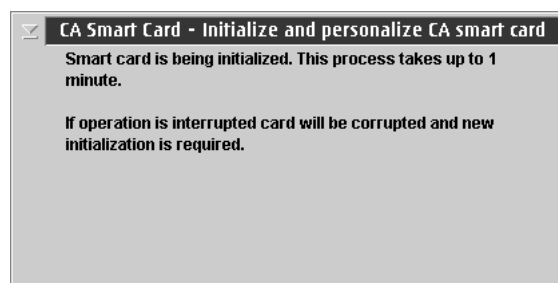 CA Smart Card - Initialize and personalize CA smart card
Smart card is being initialized. This process takes up to 1
minute.
If operation is interrupted card will be corrupted and new
initialization is required.